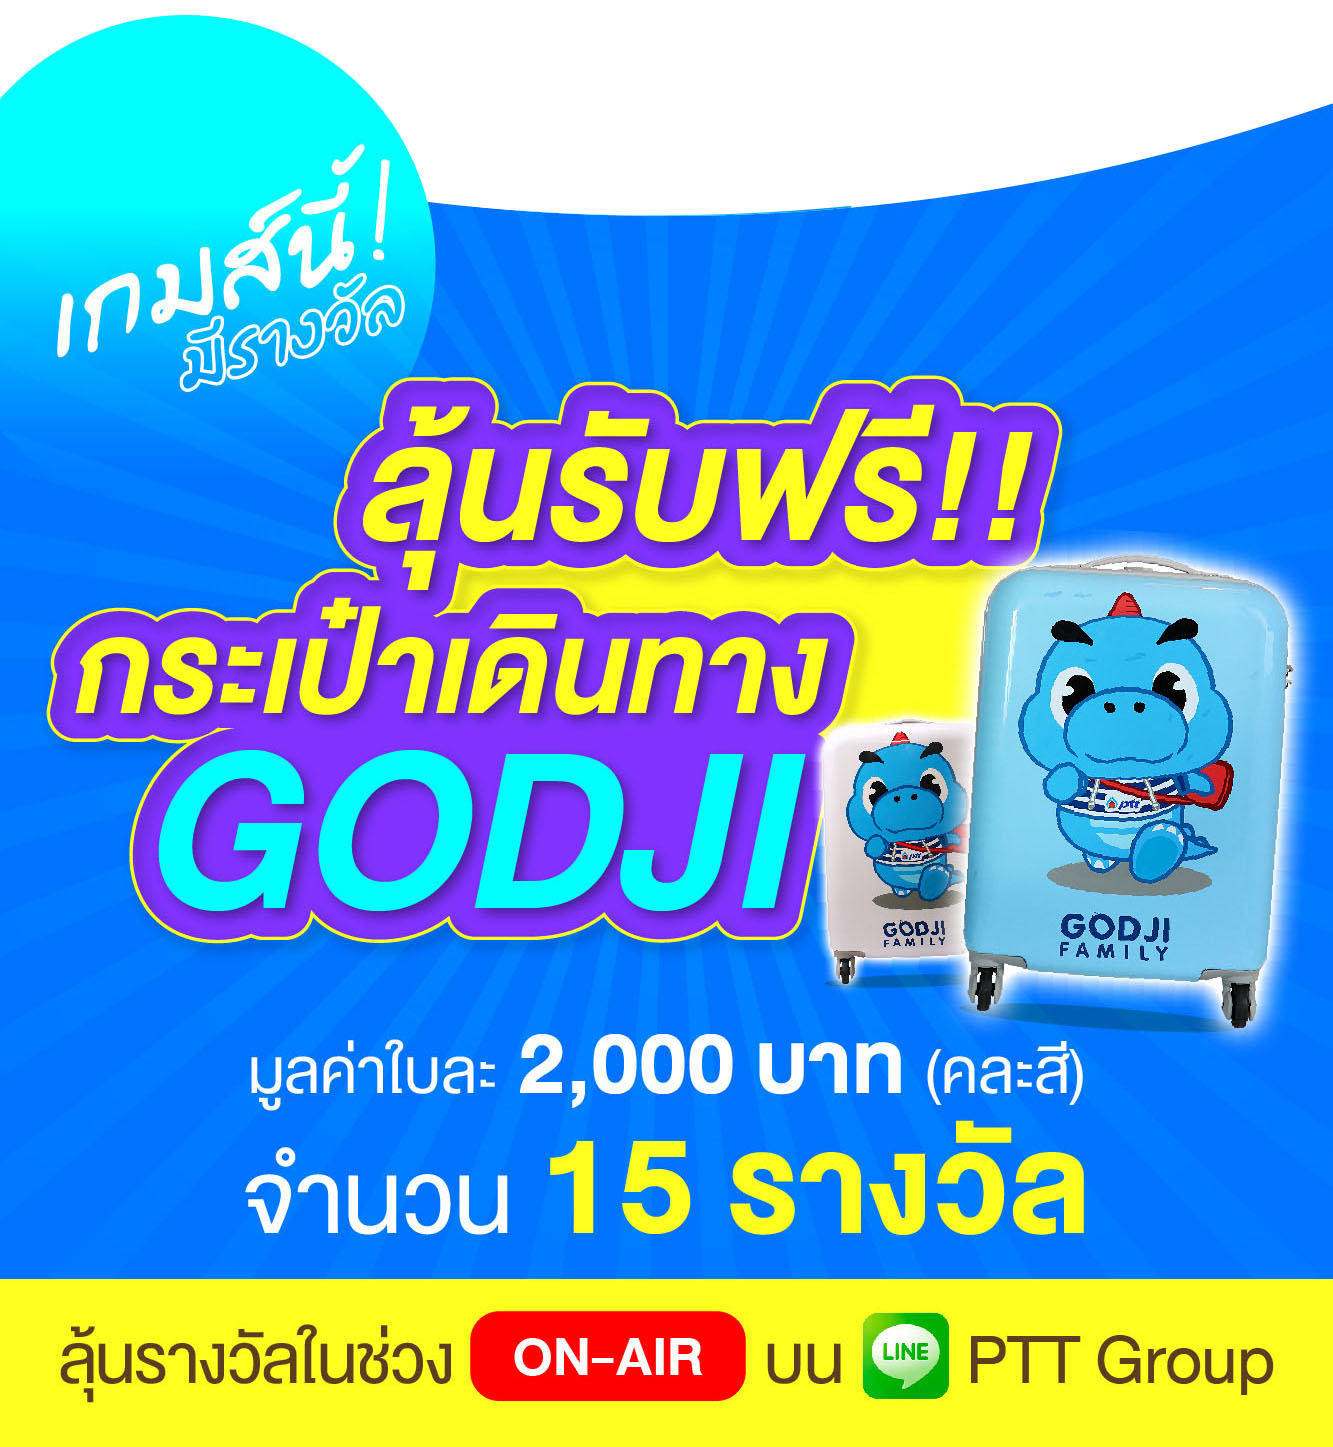 เกมส์นี้!
มีรางวัล
ลุ้นรับฟรี!!
กระเป๋าเดินทาง
GODJI
ptt
GODJI
FAMILY
ptt
GODJI
FAMILY
มูลค่าใบละ 2,000 บาท (คละสี)
จำนวน 15 รางวัล
ลุ้นรางวัลในช่วง ON-AIR บน LINE PTT Group